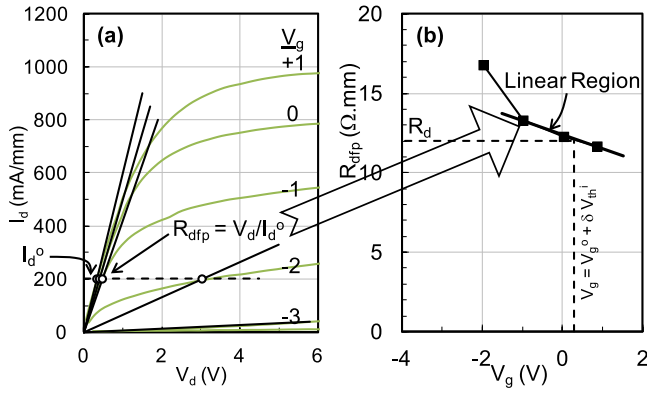 (a)
V_g
+1
0
-1
-2
-3
1200
1000
800
600
400
200
0
I_d (mA/mm)
I_d^o
R_dfp = V_d/I_d^o
0 2 4 6
V_d (V)
(b)
20
15
10
5
0
R_dfp (Ω.mm)
Linear Region
R_d
V_g = V_g^o + δ V_th^i
-4 -2 0 2
V_g (V)